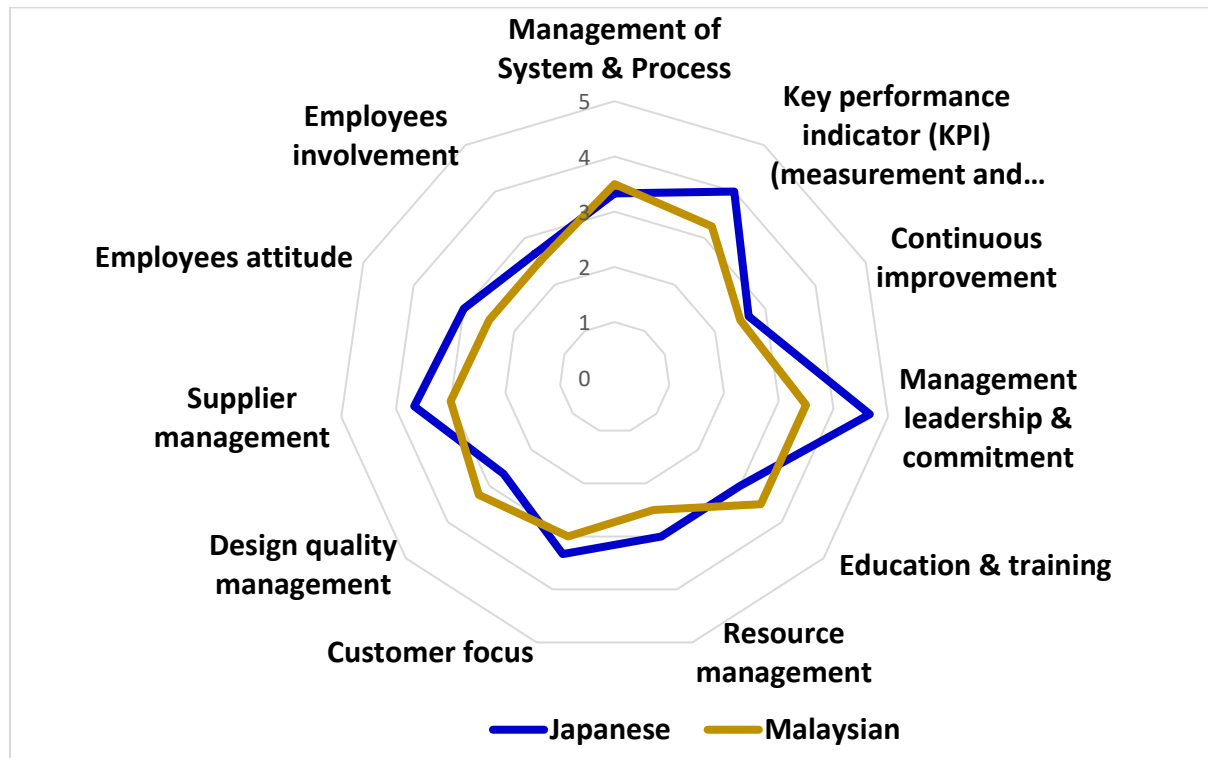 Management of
System & Process
Key performance
indicator (KPI)
(measurement and...
Continuous
improvement
Management
leadership &
commitment
Education & training
Resource
management
Customer focus
Design quality
management
Supplier
management
Employees attitude
Employees
involvement
5
4
3
2
1
0
Japanese
Malaysian